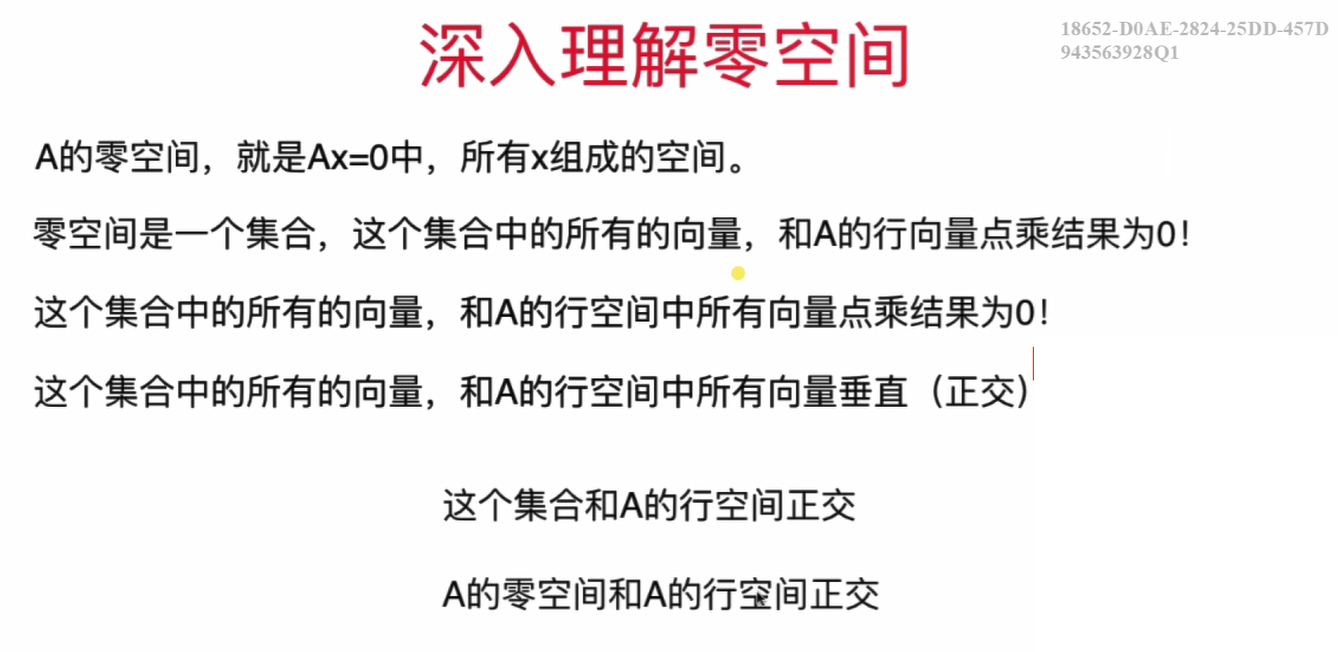 深入理解零空间
18652-D0AE-2824-25DD-457D
943563928Q1
A的零空间，就是Ax=0中，所有x组成的空间。
零空间是一个集合，这个集合中的所有的向量，和A的行向量点乘结果为0！
这个集合中的所有的向量，和A的行空间中所有向量点乘结果为0！
这个集合中的所有的向量，和A的行空间中所有向量垂直（正交）
这个集合和A的行空间正交
A的零空间和A的行空间正交